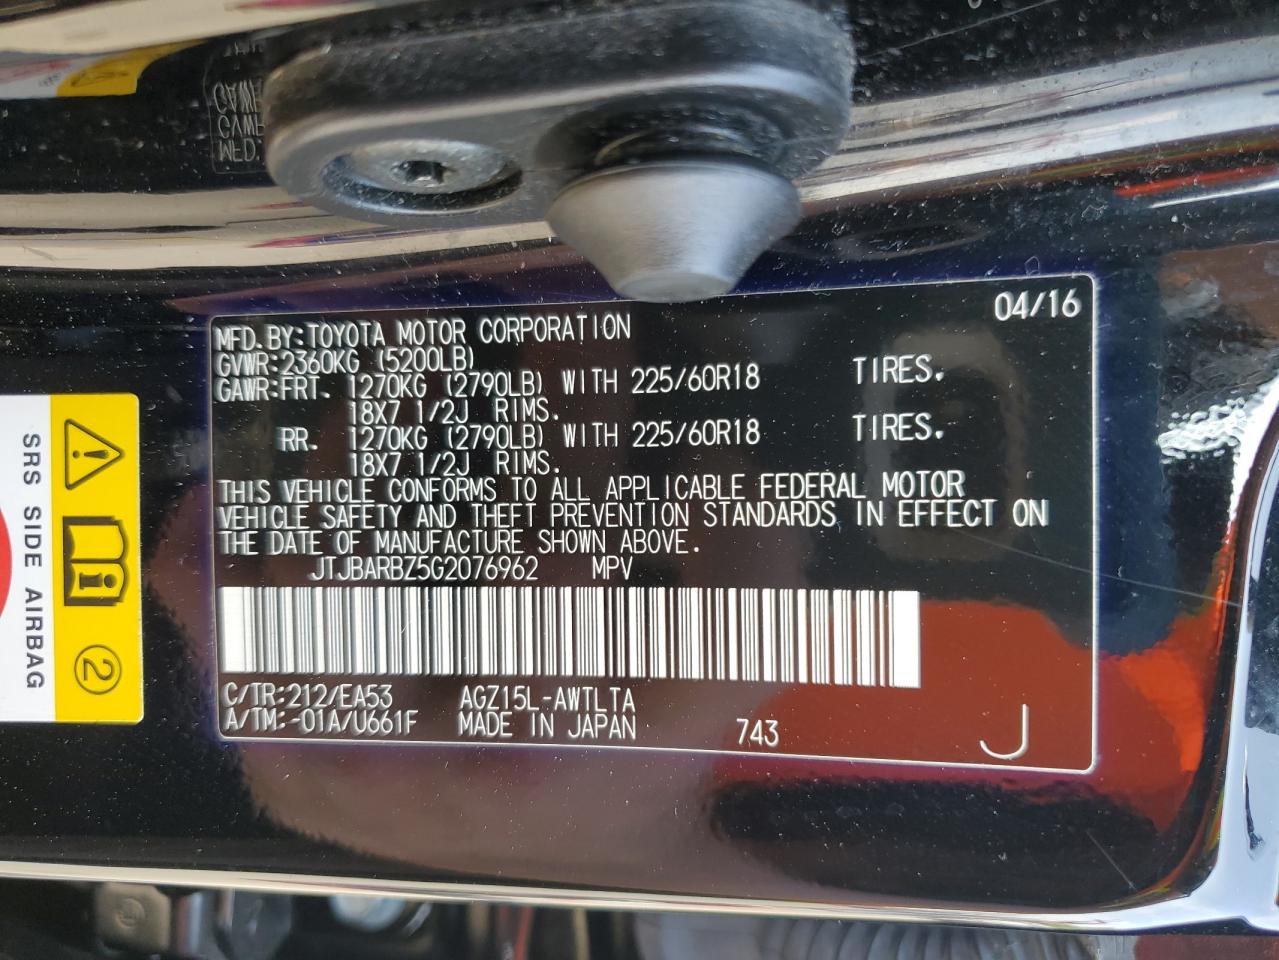 04/16
MFD. BY: TOYOTA MOTOR CORPORATION
GVWR: 2360KG (5200LB)
GAWR: FRT. 1270KG (2790LB) WITH 225/60R18 TIRES.
18X7 1/2J RIMS.
RR. 1270KG (2790LB) WITH 225/60R18 TIRES.
18X7 1/2J RIMS.
THIS VEHICLE CONFORMS TO ALL APPLICABLE FEDERAL MOTOR
VEHICLE SAFETY AND THEFT PREVENTION STANDARDS IN EFFECT ON
THE DATE OF MANUFACTURE SHOWN ABOVE.
JTJBARBZ5G2076962 MPV
C/TR: 212/EA53 AGZ15L-AWTLTA
A/TM: -01A/U661F MADE IN JAPAN 743 J
SRS SIDE AIRBAG
2